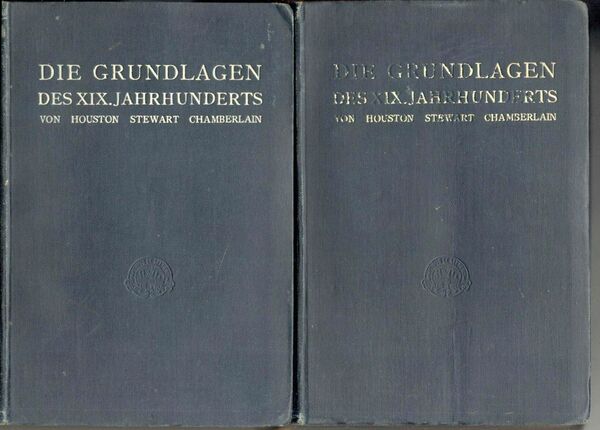 DIE GRUNDLAGEN
DES XIX. JAHRHUNDERTS
VON HOUSTON STEWART CHAMBERLAIN
DIE GRUNDLAGEN
DES XIX. JAHRHUNDERTS
VON HOUSTON STEWART CHAMBERLAIN